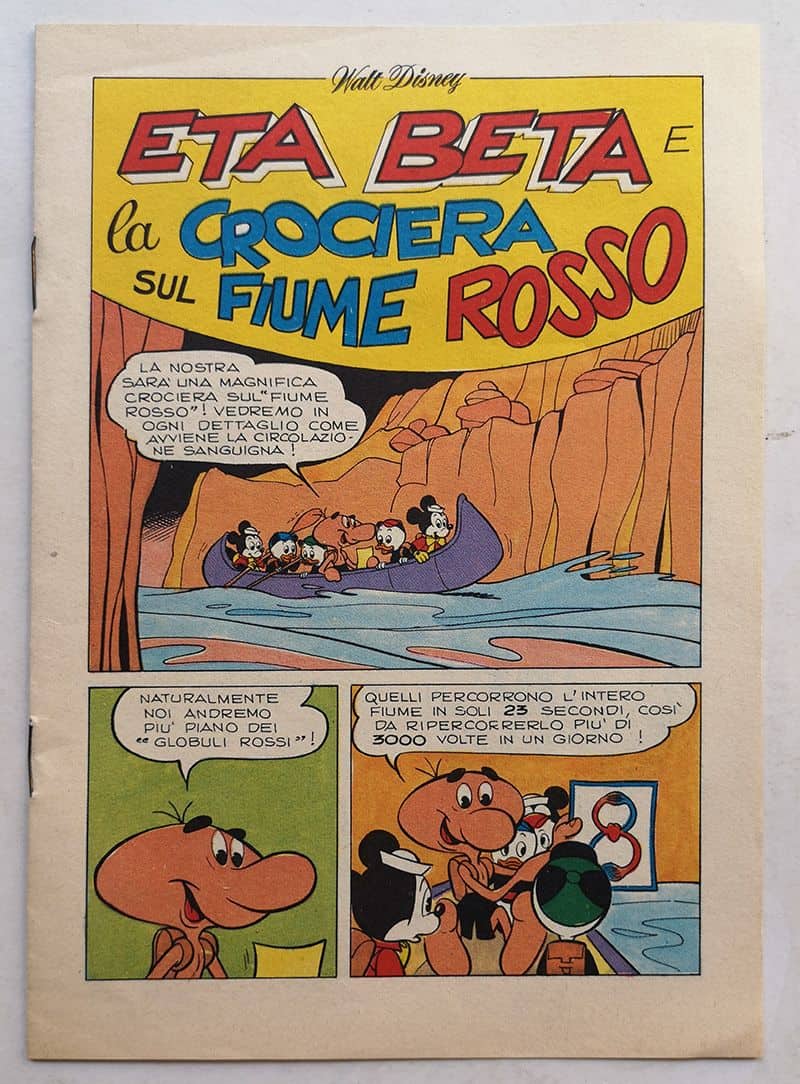 Walt Disney
ETA BETA E
la CROCIERA
SUL FIUME ROSSO
LA NOSTRA
SARA' UNA MAGNIFICA
CROCIERA SUL "FIUME
ROSSO"! VEDREMO IN
OGNI DETTAGLIO COME
AVVIENE LA CIRCOLAZIO-
NE SANGUIGNA!
NATURALMENTE
NOI ANDREMO
PIU' PIANO DEI
"GLOBULI ROSSI"!
QUELLI PERCORRONO L'INTERO
FIUME IN SOLI 23 SECONDI, COSI'
DA RIPERCORRERLO PIU' DI
3000 VOLTE IN UN GIORNO!